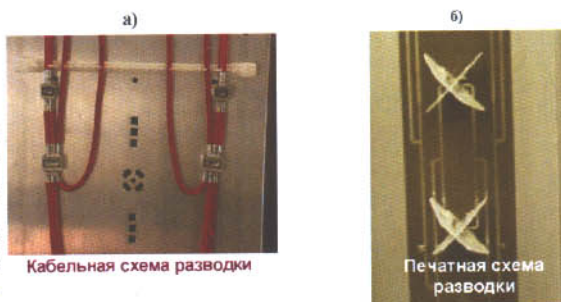 а)
б)
Кабельная схема разводки
Печатная схема
разводки